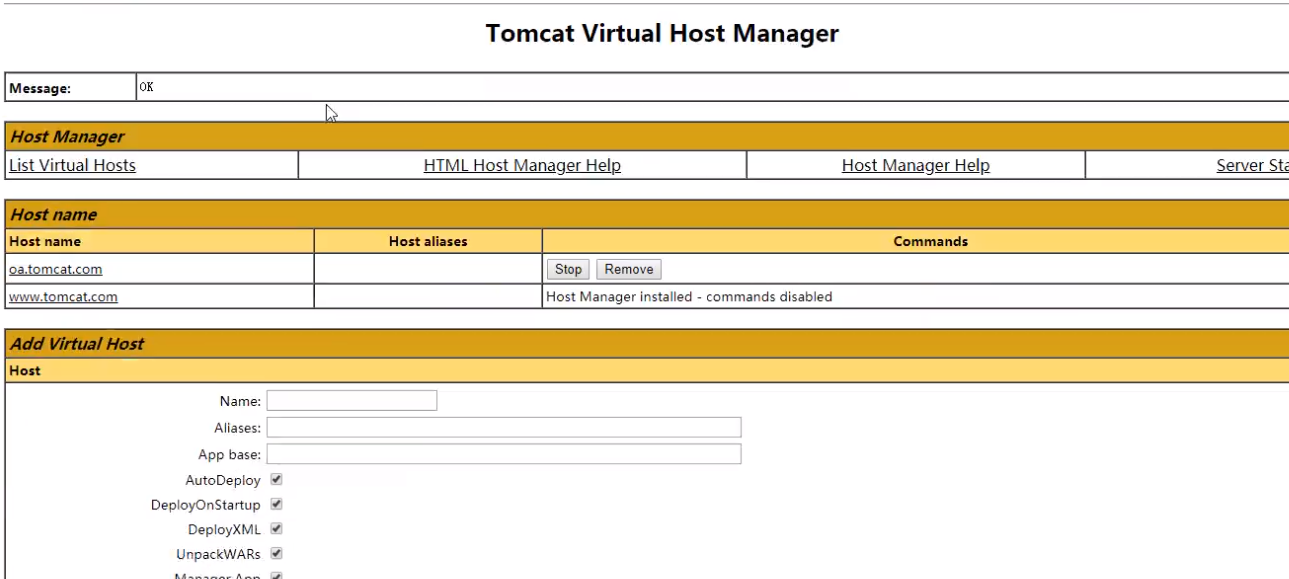 Tomcat Virtual Host Manager
Message: OK
Host Manager
List Virtual Hosts HTML Host Manager Help Host Manager Help Server Sta
Host name
Host name Host aliases Commands
oa.tomcat.com Stop Remove
www.tomcat.com Host Manager installed - commands disabled
Add Virtual Host
Host
Name:
Aliases:
App base:
AutoDeploy
DeployOnStartup
DeployXML
UnpackWARs
Manager App